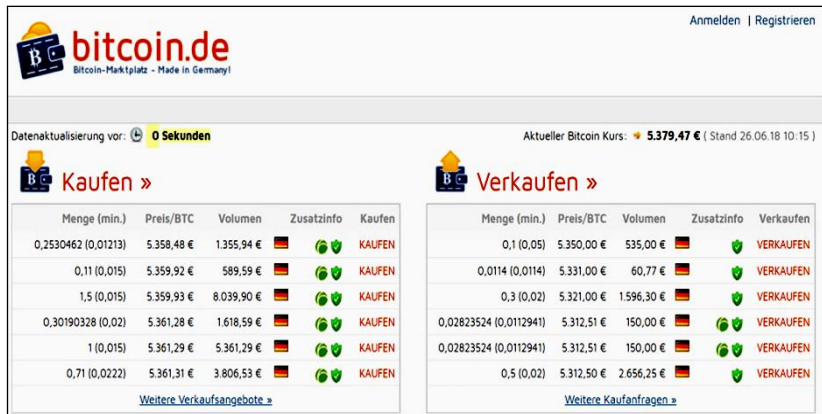 Anmelden | Registrieren
bitcoin.de
Bitcoin-Marktplatz - Made in Germany!
Datenaktualisierung vor: 0 Sekunden
Aktueller Bitcoin Kurs: 5.379,47 € ( Stand 26.06.18 10:15 )
Kaufen »
Menge (min.) Preis/BTC Volumen Zusatzinfo Kaufen
0,2530462 (0,01213) 5.358,48 € 1.355,94 € KAUFEN
0,11 (0,015) 5.359,92 € 589,59 € KAUFEN
1,5 (0,015) 5.359,93 € 8.039,90 € KAUFEN
0,30190328 (0,02) 5.361,28 € 1.618,59 € KAUFEN
1 (0,015) 5.361,29 € 5.361,29 € KAUFEN
0,71 (0,0222) 5.361,31 € 3.806,53 € KAUFEN
Weitere Verkaufsangebote »
Verkaufen »
Menge (min.) Preis/BTC Volumen Zusatzinfo Verkaufen
0,1 (0,05) 5.350,00 € 535,00 € VERKAUFEN
0,0114 (0,0114) 5.331,00 € 60,77 € VERKAUFEN
0,3 (0,02) 5.321,00 € 1.596,30 € VERKAUFEN
0,02823524 (0,0112941) 5.312,51 € 150,00 € VERKAUFEN
0,02823524 (0,0112941) 5.312,51 € 150,00 € VERKAUFEN
0,5 (0,02) 5.312,50 € 2.656,25 € VERKAUFEN
Weitere Kaufanfragen »